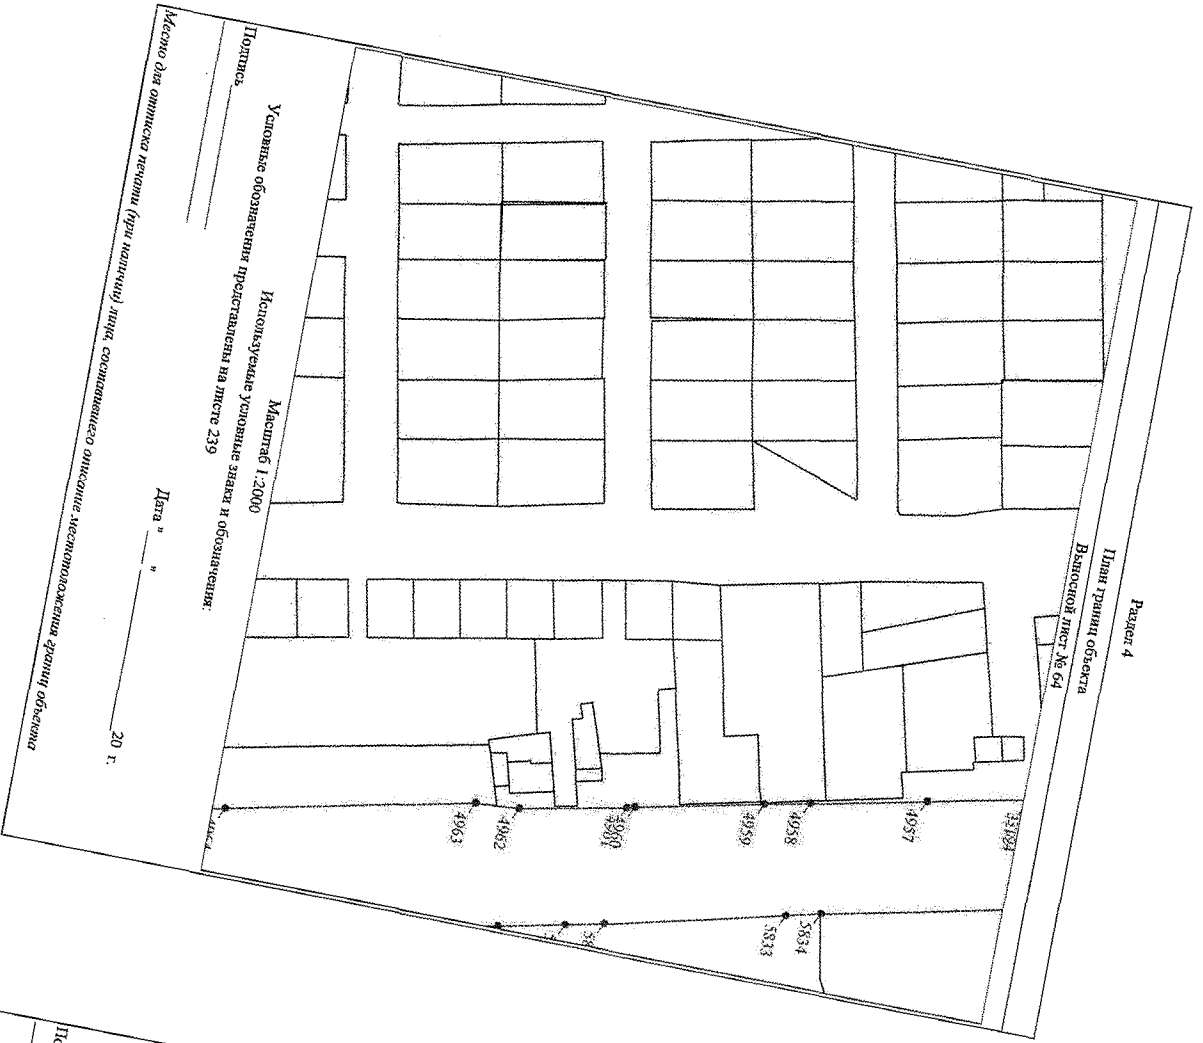 Раздел 4
План границ объекта
Выносной лист № 64
4957
4958
4959
4962
4963
5834
5833
Масштаб 1:2000
Используемые условные знаки и обозначения:
Условные обозначения представлены на листе 239
Подпись
Дата " " 20 г.
Место для оттиска печати (при наличии) лица, составившего описание местоположения границ объекта